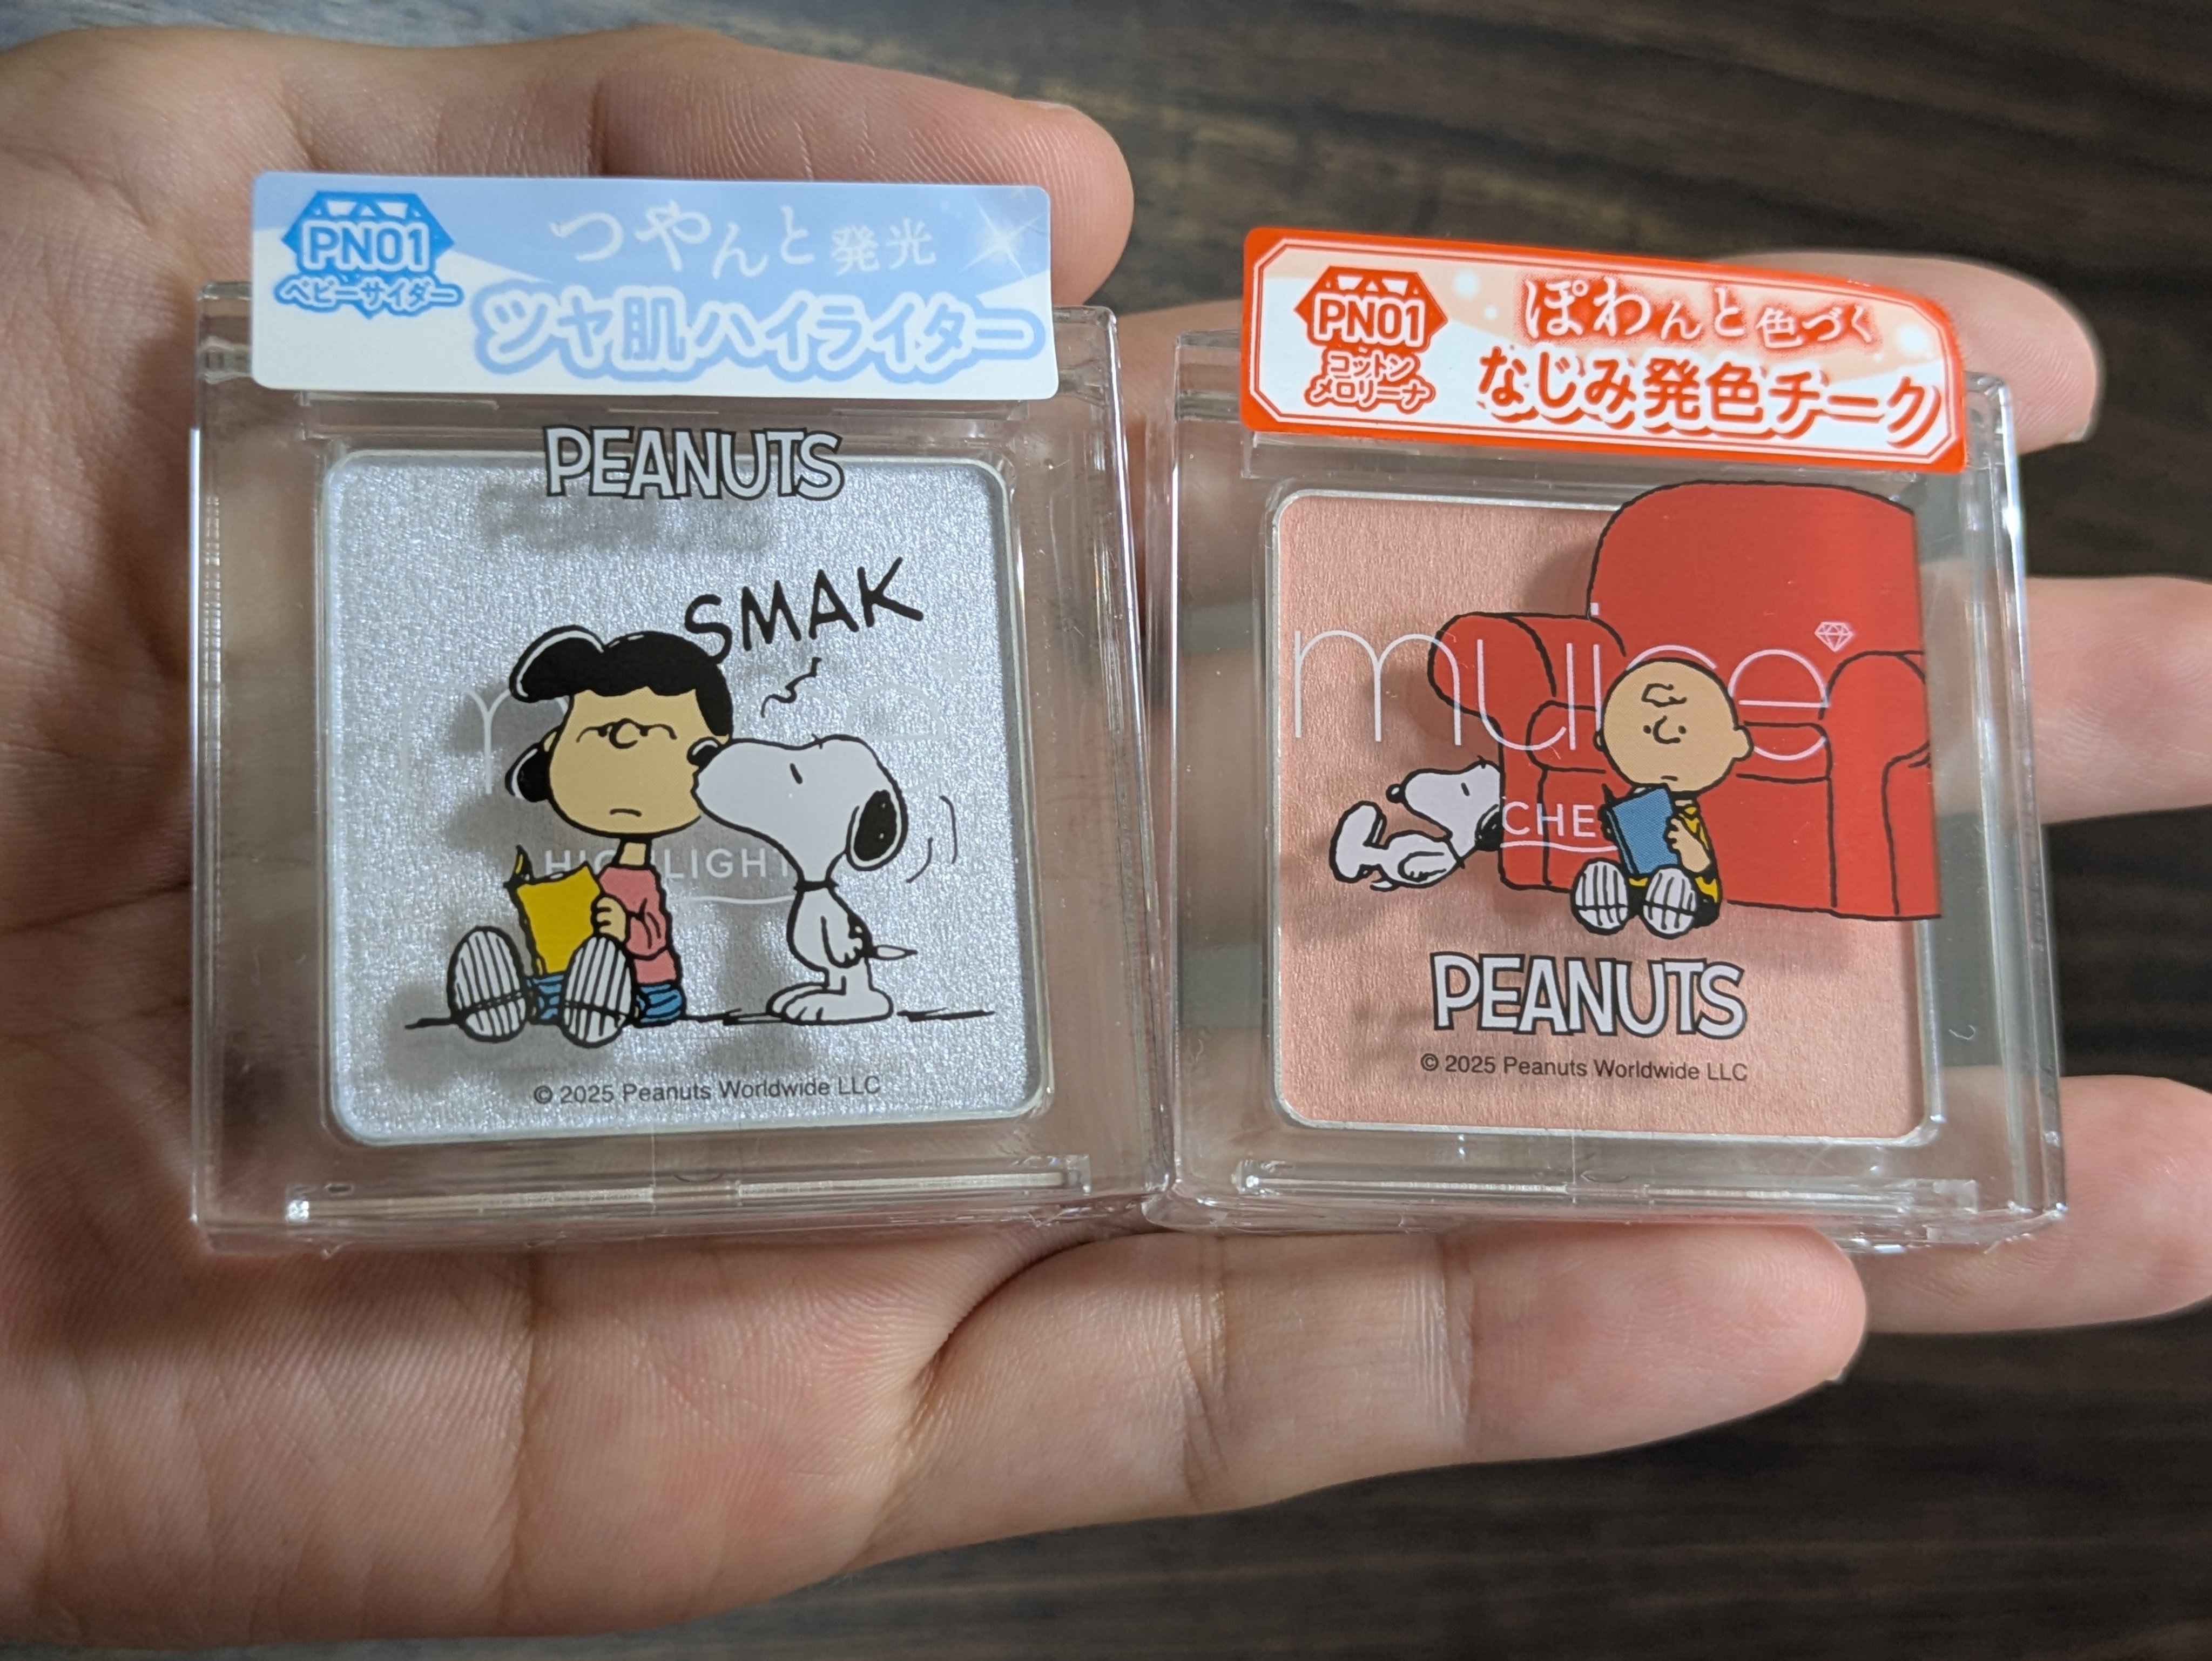 PN01
ベビーサイダー
つやんと発光
ツヤ肌ハイライター
PEANUTS
SMAK
HIGHLIGHT
© 2025 Peanuts Worldwide LLC
PN01
コットン
メロリーナ
ぽわんと色づく
なじみ発色チーク
CHE
PEANUTS
© 2025 Peanuts Worldwide LLC